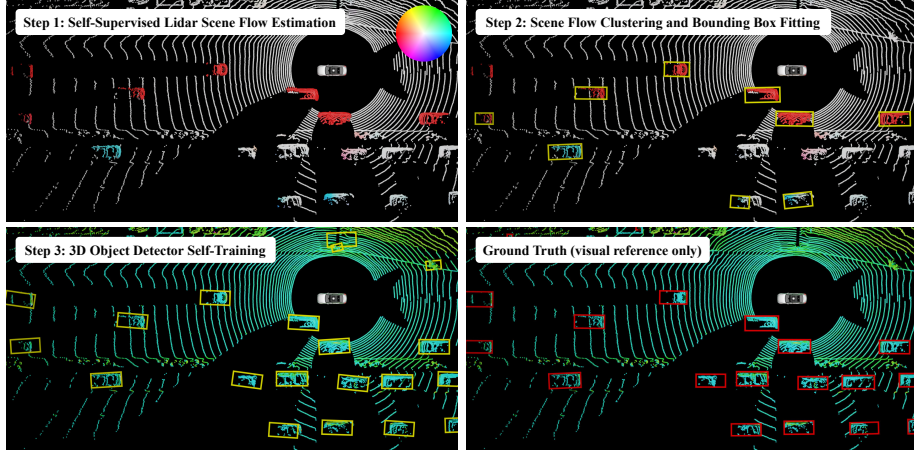 Step 1: Self-Supervised Lidar Scene Flow Estimation
Step 2: Scene Flow Clustering and Bounding Box Fitting
Step 3: 3D Object Detector Self-Training
Ground Truth (visual reference only)